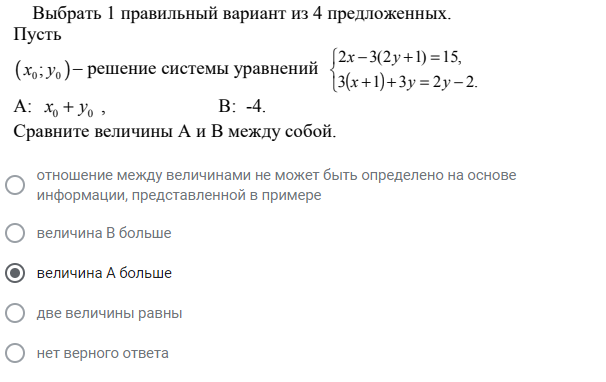 Выбрать 1 правильный вариант из 4 предложенных.
Пусть
(x₀; y₀) – решение системы уравнений {2x – 3(2y + 1) = 15,
3(x + 1) + 3y = 2y – 2.
А: x₀ + y₀ , В: -4.
Сравните величины А и В между собой.
отношение между величинами не может быть определено на основе
информации, представленной в примере
величина В больше
величина А больше
две величины равны
нет верного ответа